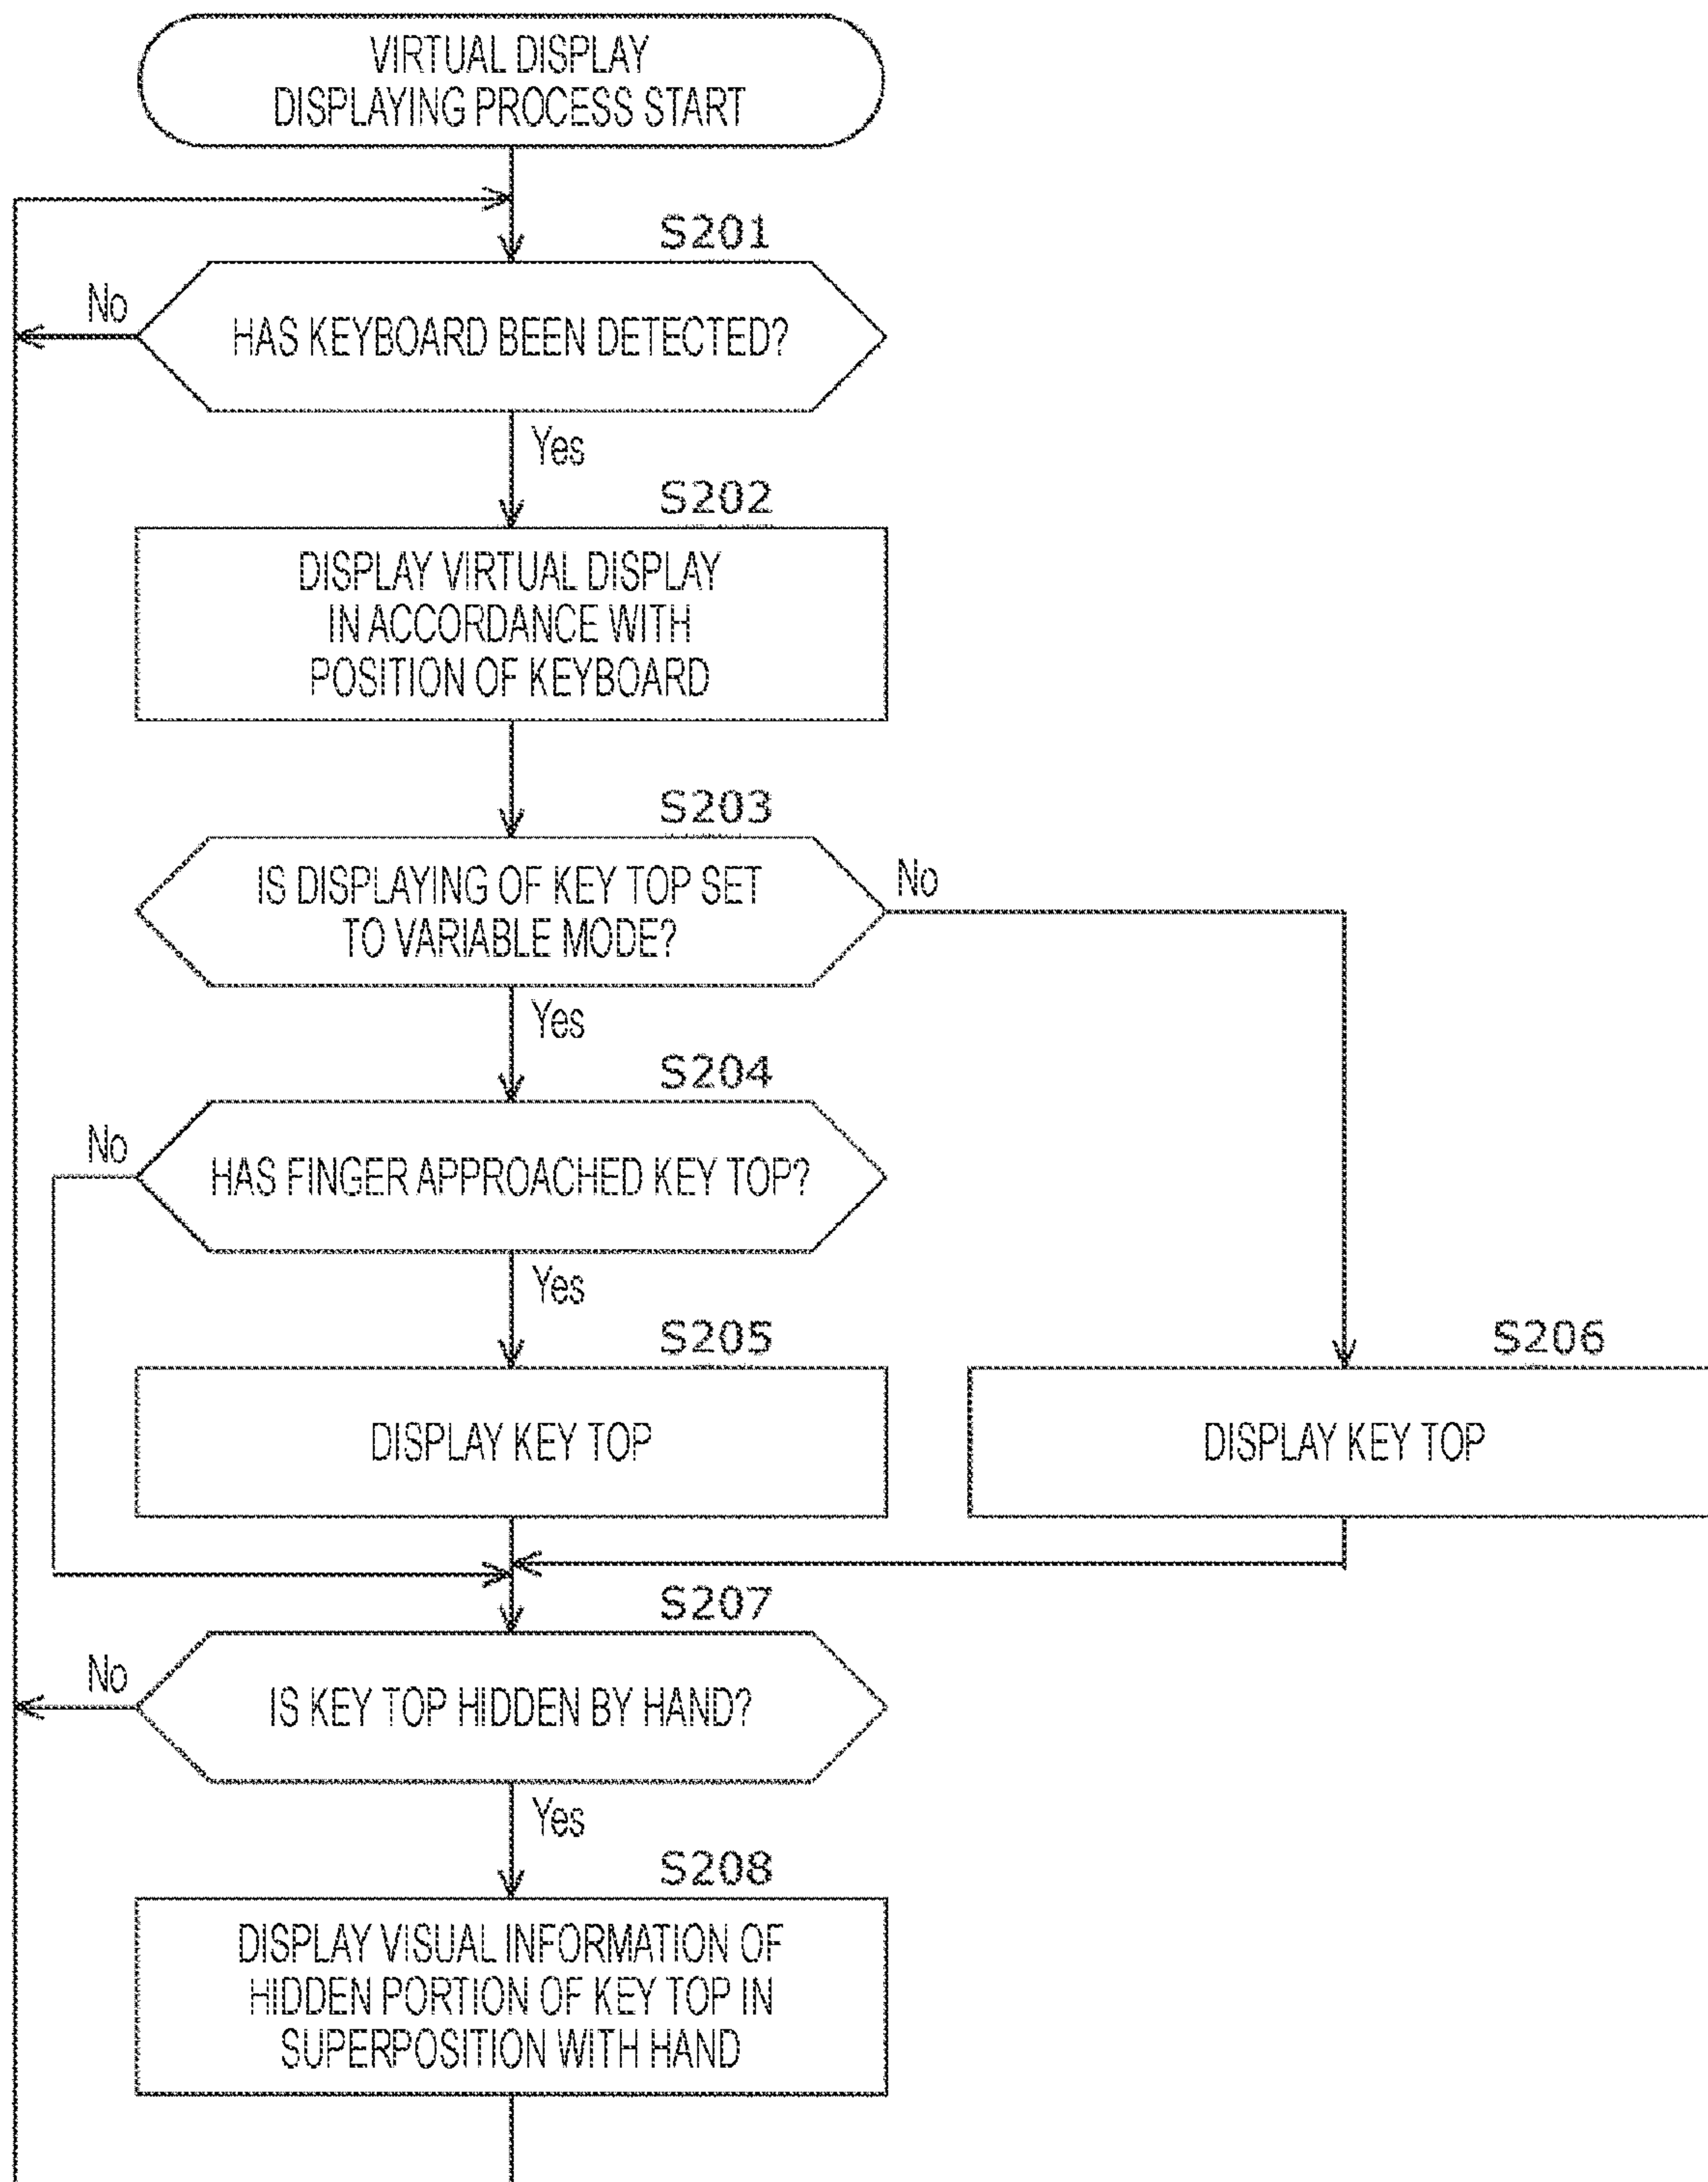 VIRTUAL DISPLAY
DISPLAYING PROCESS START
S201
No
HAS KEYBOARD BEEN DETECTED?
Yes
S202
DISPLAY VIRTUAL DISPLAY
IN ACCORDANCE WITH
POSITION OF KEYBOARD
S203
IS DISPLAYING OF KEY TOP SET
TO VARIABLE MODE?
No
Yes
S204
No
HAS FINGER APPROACHED KEY TOP?
Yes
S205
S206
DISPLAY KEY TOP
DISPLAY KEY TOP
S207
No
IS KEY TOP HIDDEN BY HAND?
Yes
S208
DISPLAY VISUAL INFORMATION OF
HIDDEN PORTION OF KEY TOP IN
SUPERPOSITION WITH HAND